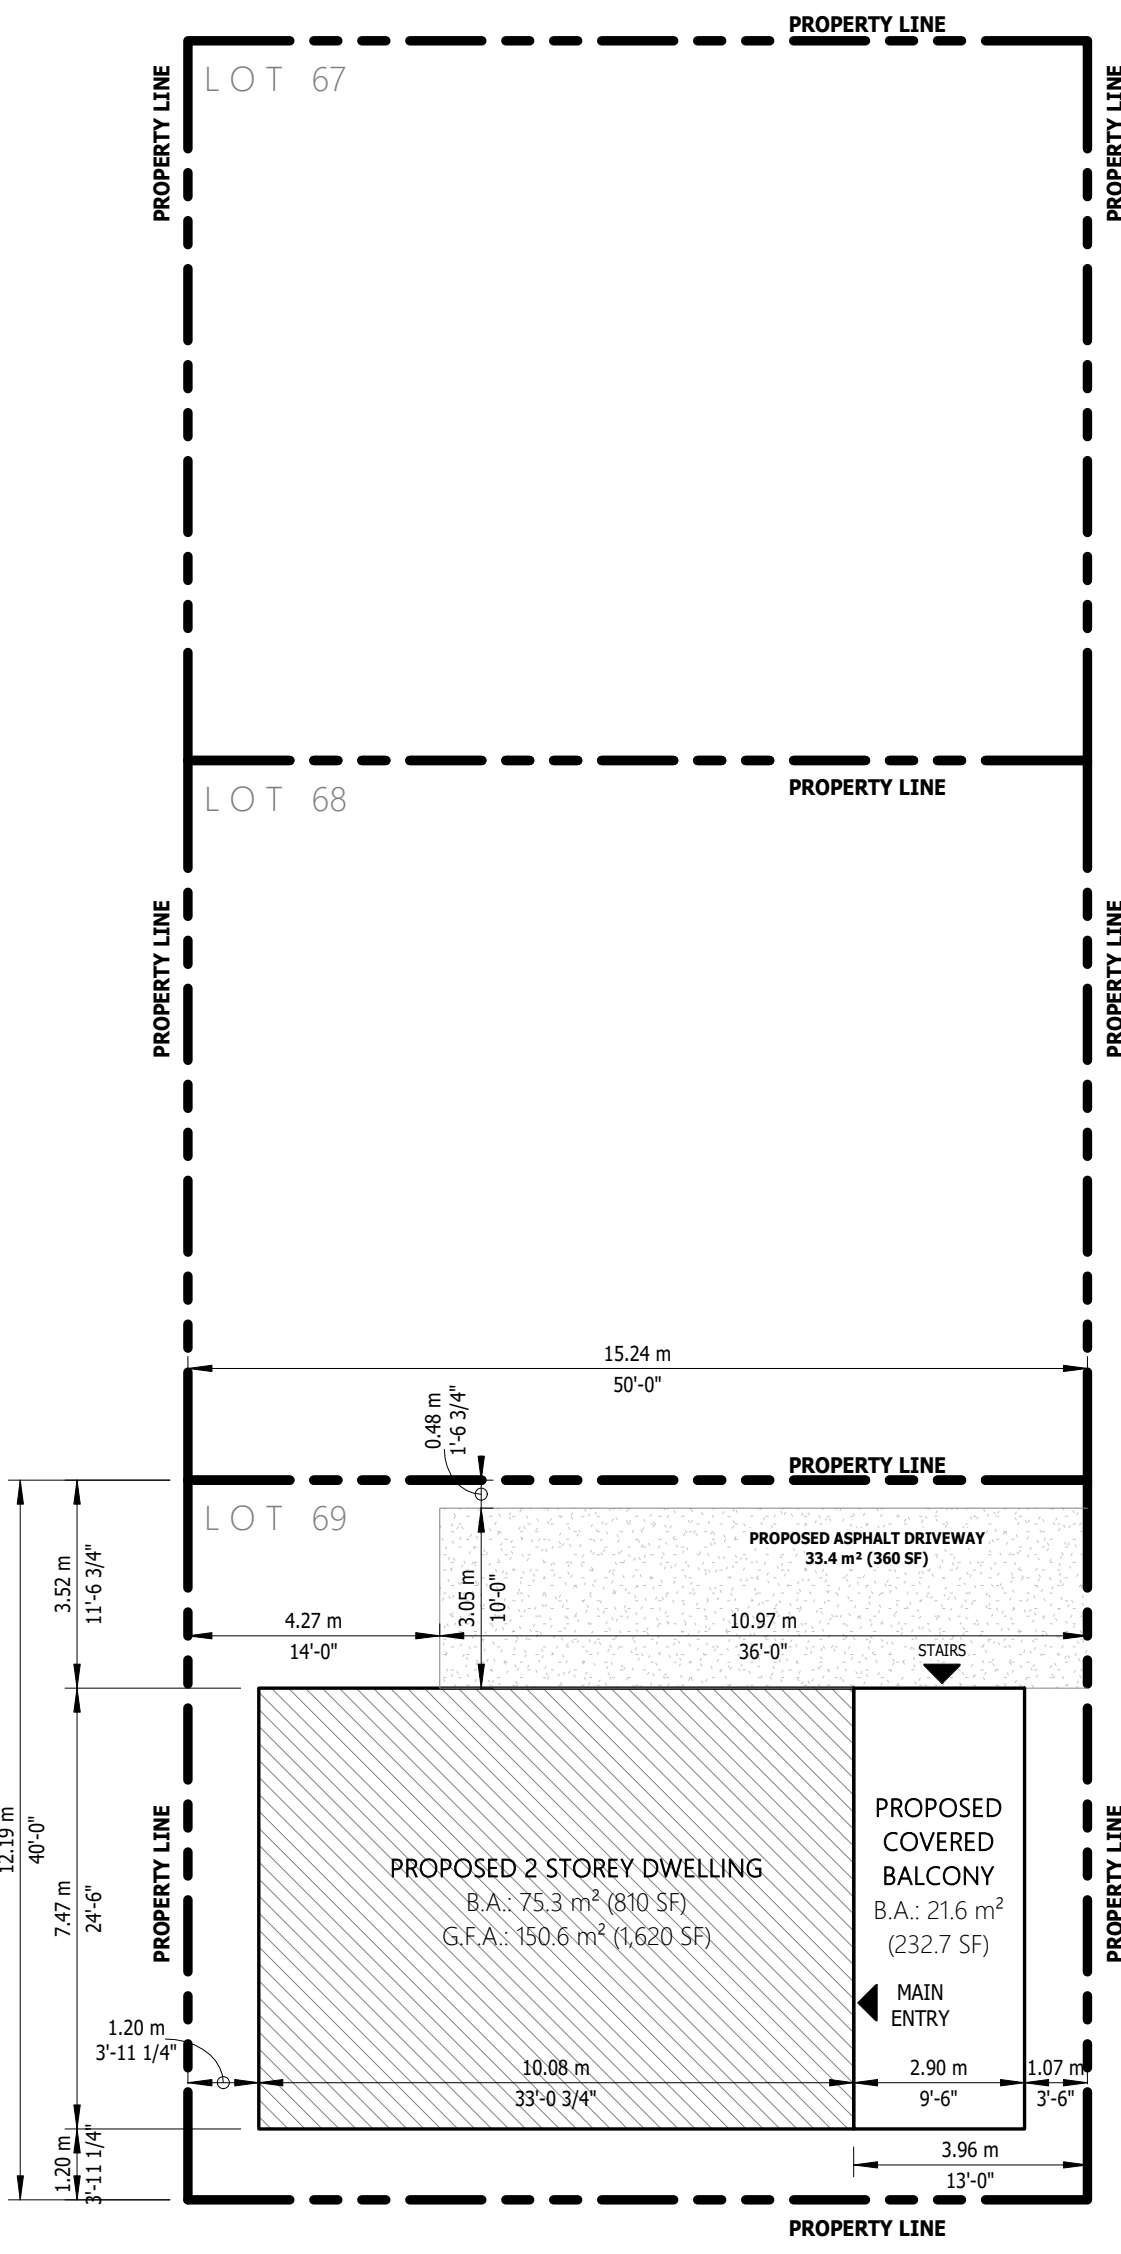 PROPERTY LINE
PROPERTY LINE
PROPERTY LINE
LOT 67
PROPERTY LINE
LOT 68
PROPERTY LINE
PROPERTY LINE
15.24 m
50'-0"
0.48 m
1'-6 3/4"
PROPERTY LINE
LOT 69
PROPOSED ASPHALT DRIVEWAY
33.4 m² (360 SF)
3.52 m
11'-6 3/4"
3.05 m
10'-0"
4.27 m
14'-0"
10.97 m
36'-0"
STAIRS
12.19 m
40'-0"
7.47 m
24'-6"
PROPERTY LINE
PROPERTY LINE
PROPOSED 2 STOREY DWELLING
B.A.: 75.3 m² (810 SF)
G.F.A.: 150.6 m² (1,620 SF)
PROPOSED
COVERED
BALCONY
B.A.: 21.6 m²
(232.7 SF)
MAIN
ENTRY
1.20 m
3'-11 1/4"
10.08 m
33'-0 3/4"
2.90 m
9'-6"
1.07 m
3'-6"
1.20 m
3'-11 1/4"
3.96 m
13'-0"
PROPERTY LINE